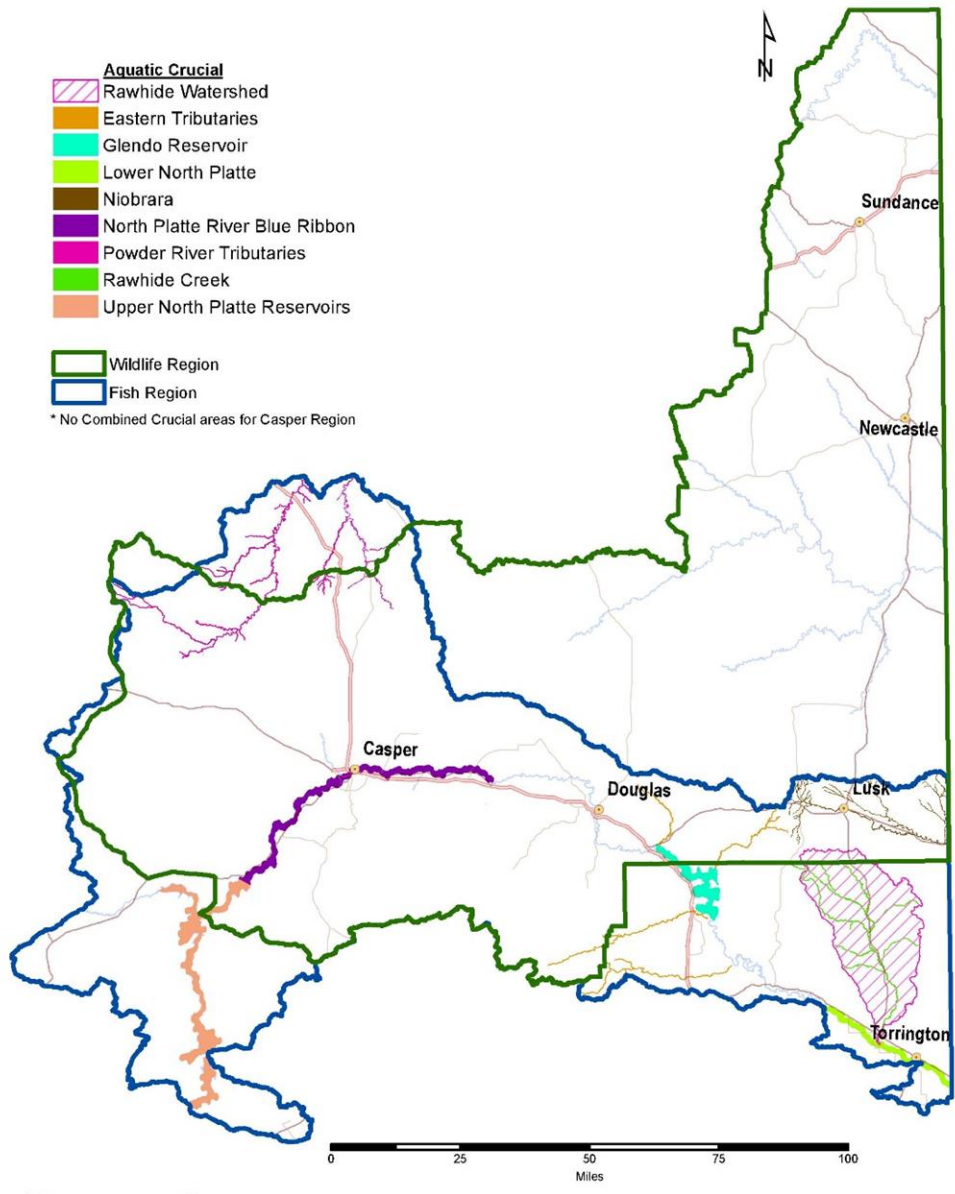 N
Aquatic Crucial
Rawhide Watershed
Eastern Tributaries
Glendo Reservoir
Lower North Platte
Niobrara
North Platte River Blue Ribbon
Powder River Tributaries
Rawhide Creek
Upper North Platte Reservoirs
Wildlife Region
Fish Region
* No Combined Crucial areas for Casper Region
Sundance
Newcastle
Casper
Douglas
Lusk
Torrington
0 25 50 75 100
Miles